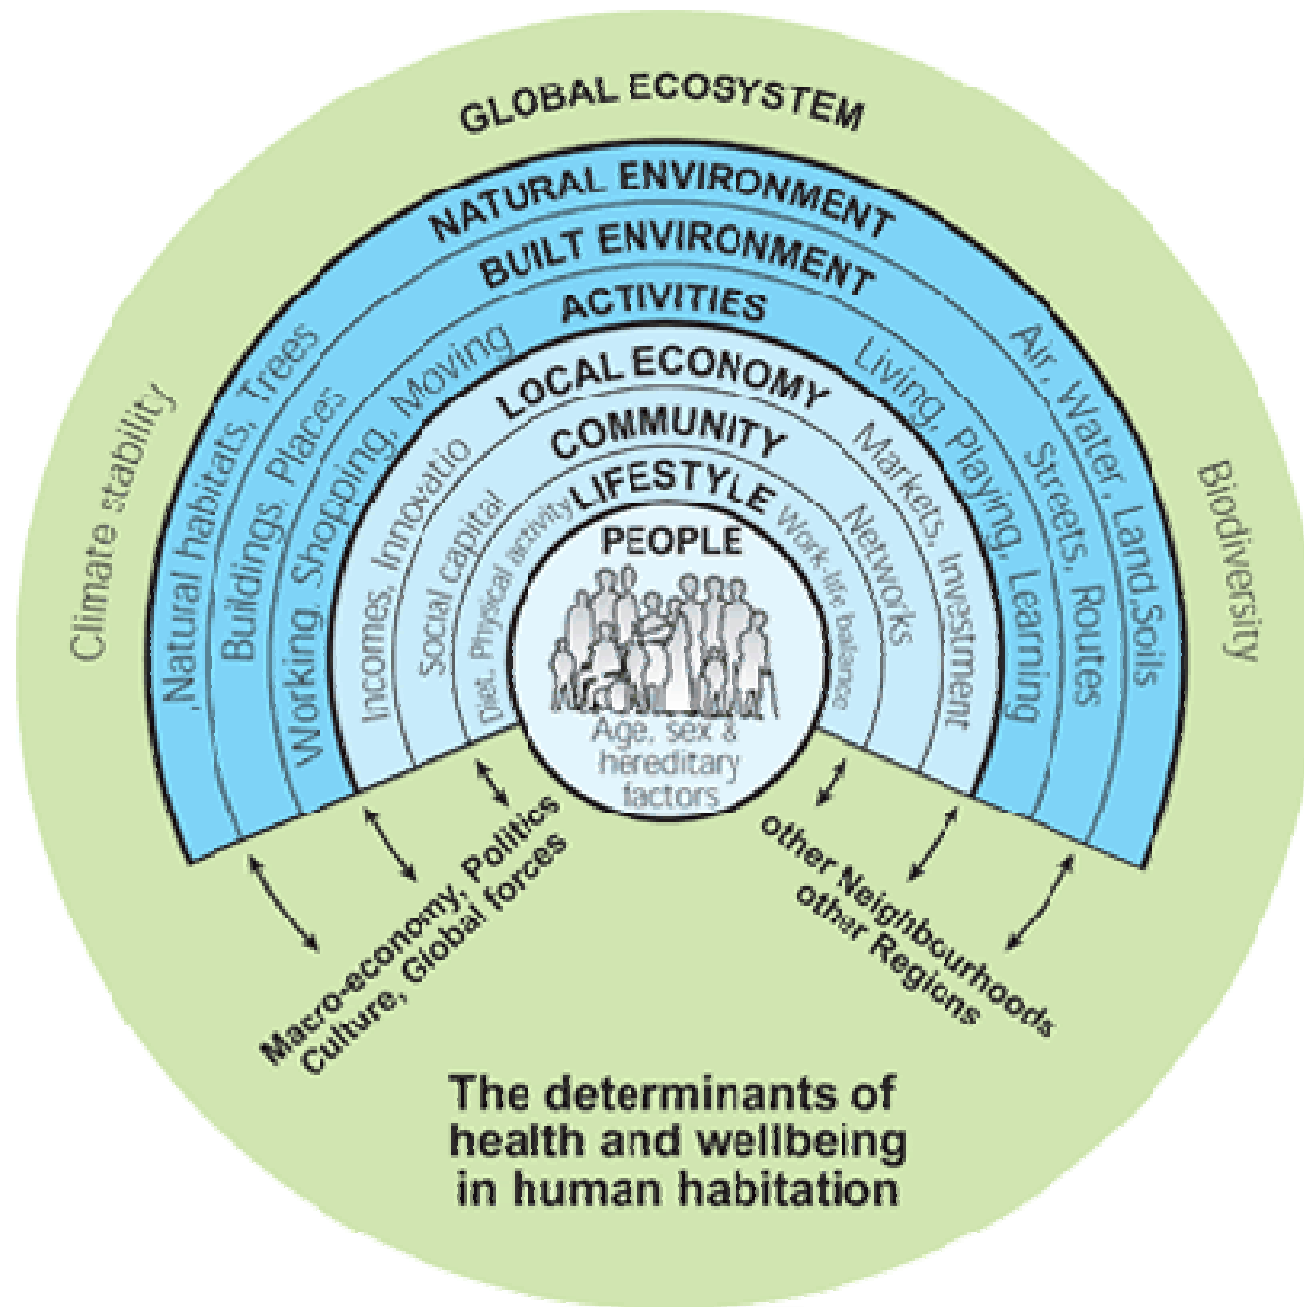 GLOBAL ECOSYSTEM
NATURAL ENVIRONMENT
BUILT ENVIRONMENT
ACTIVITIES
LOCAL ECONOMY
COMMUNITY
LIFESTYLE
PEOPLE
Age, sex &
hereditary
factors
Climate stability
Natural habitats, Trees
Buildings, Places
Working, Shopping, Moving
Incomes, Innovatio
Social capital
Diet, Physical activity
Work-life balance
Networks
Markets, Investment
Living, Playing, Learning
Streets, Routes
Air, Water, Land,Soils
Biodiversity
Macro-economy, Politics
Culture, Global forces
other Neighbourhoods
other Regions
The determinants of
health and wellbeing
in human habitation